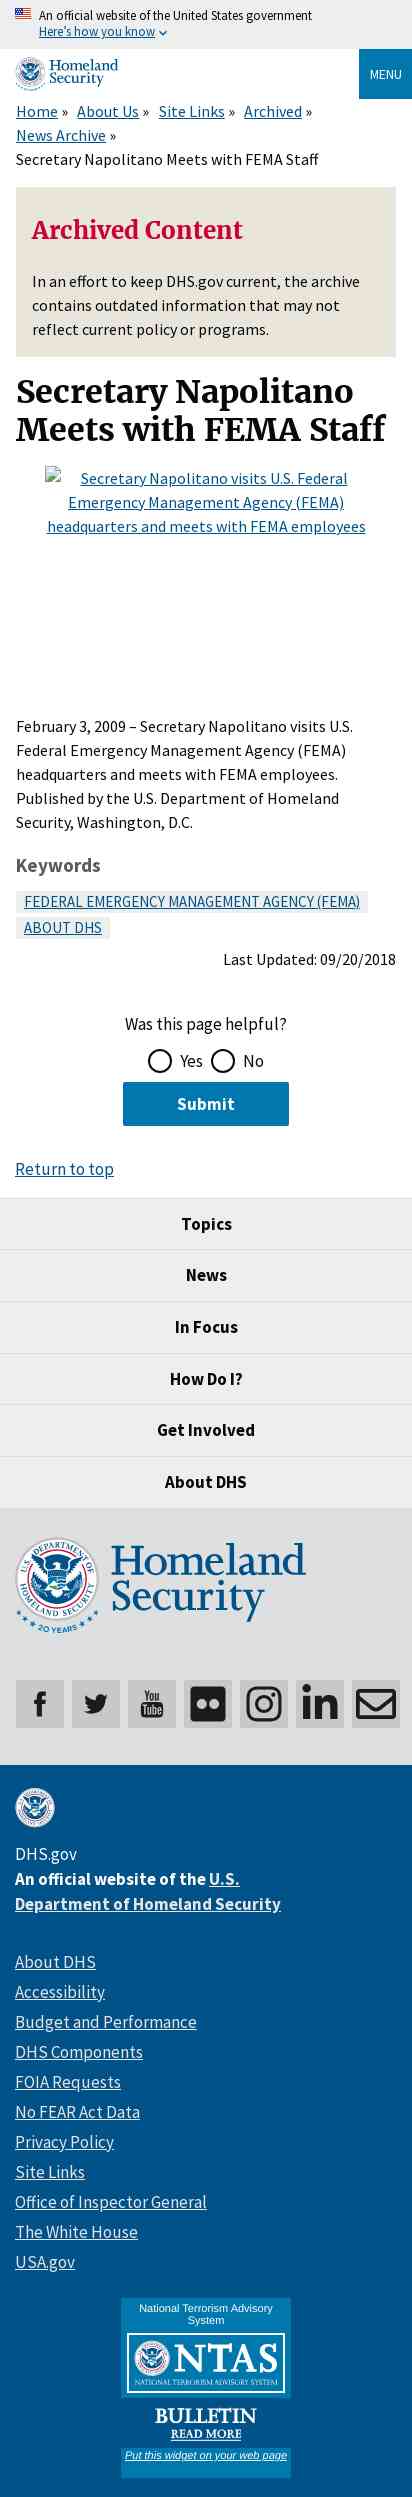 An official website of the United States government
Here's how you know
Homeland
Security
MENU
Home » About Us » Site Links » Archived »
News Archive »
Secretary Napolitano Meets with FEMA Staff
Archived Content
In an effort to keep DHS.gov current, the archive
contains outdated information that may not
reflect current policy or programs.
Secretary Napolitano
Meets with FEMA Staff
Secretary Napolitano visits U.S. Federal
Emergency Management Agency (FEMA)
headquarters and meets with FEMA employees
February 3, 2009 – Secretary Napolitano visits U.S.
Federal Emergency Management Agency (FEMA)
headquarters and meets with FEMA employees.
Published by the U.S. Department of Homeland
Security, Washington, D.C.
Keywords
FEDERAL EMERGENCY MANAGEMENT AGENCY (FEMA)
ABOUT DHS
Last Updated: 09/20/2018
Was this page helpful?
Yes No
Submit
Return to top
Topics
News
In Focus
How Do I?
Get Involved
About DHS
U.S. DEPARTMENT OF
HOMELAND SECURITY
20 YEARS
Homeland
Security
You
Tube
DHS.gov
An official website of the U.S.
Department of Homeland Security
About DHS
Accessibility
Budget and Performance
DHS Components
FOIA Requests
No FEAR Act Data
Privacy Policy
Site Links
Office of Inspector General
The White House
USA.gov
National Terrorism Advisory
System
NTAS
NATIONAL TERRORISM ADVISORY SYSTEM
BULLETIN
READ MORE
Put this widget on your web page